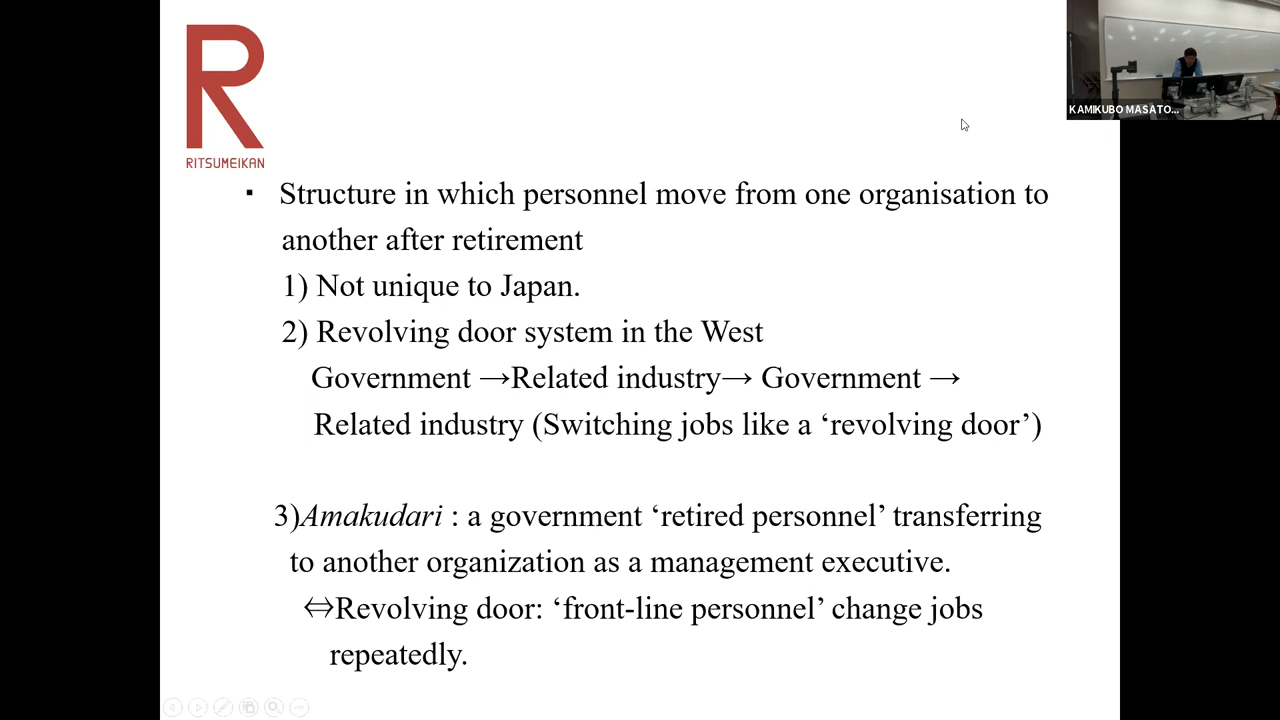 R
RITSUMEIKAN
KAMIKUBO MASATO...
▪ Structure in which personnel move from one organisation to
another after retirement
1) Not unique to Japan.
2) Revolving door system in the West
Government →Related industry→ Government →
Related industry (Switching jobs like a ‘revolving door’)
3)Amakudari : a government ‘retired personnel’ transferring
to another organization as a management executive.
⇔Revolving door: ‘front-line personnel’ change jobs
repeatedly.